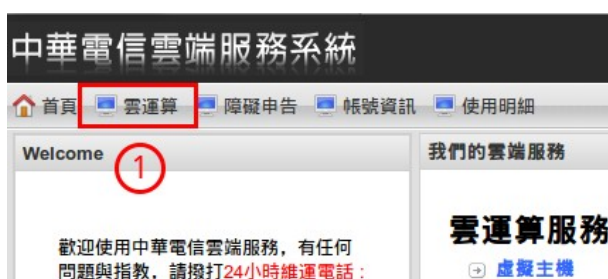 中華電信雲端服務系統
首頁 雲運算 障礙申告 帳號資訊 使用明細
Welcome
1
我們的雲端服務
歡迎使用中華電信雲端服務，有任何
問題與指教，請撥打24小時維運電話：
雲運算服務
虛擬主機